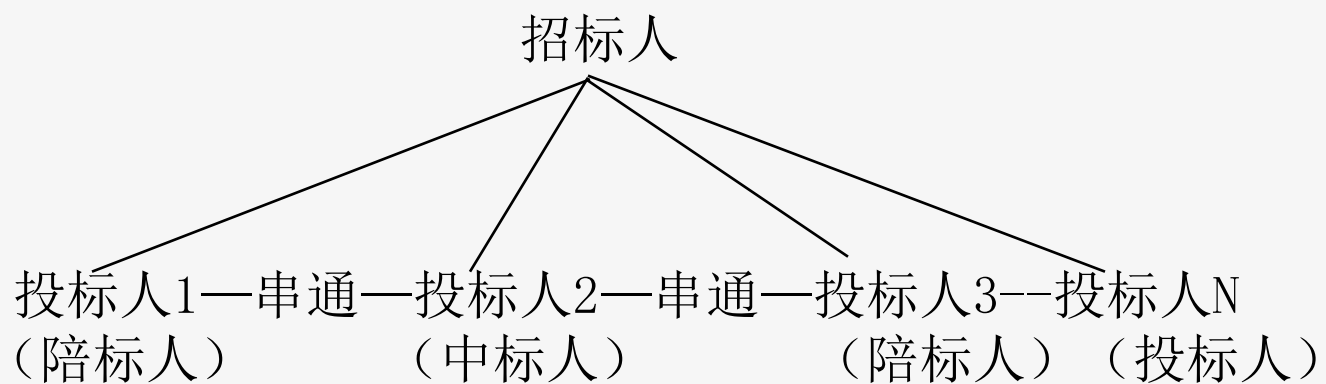 招标人
投标人1—串通—投标人2—串通—投标人3--投标人N
（陪标人） （中标人） （陪标人） （投标人）